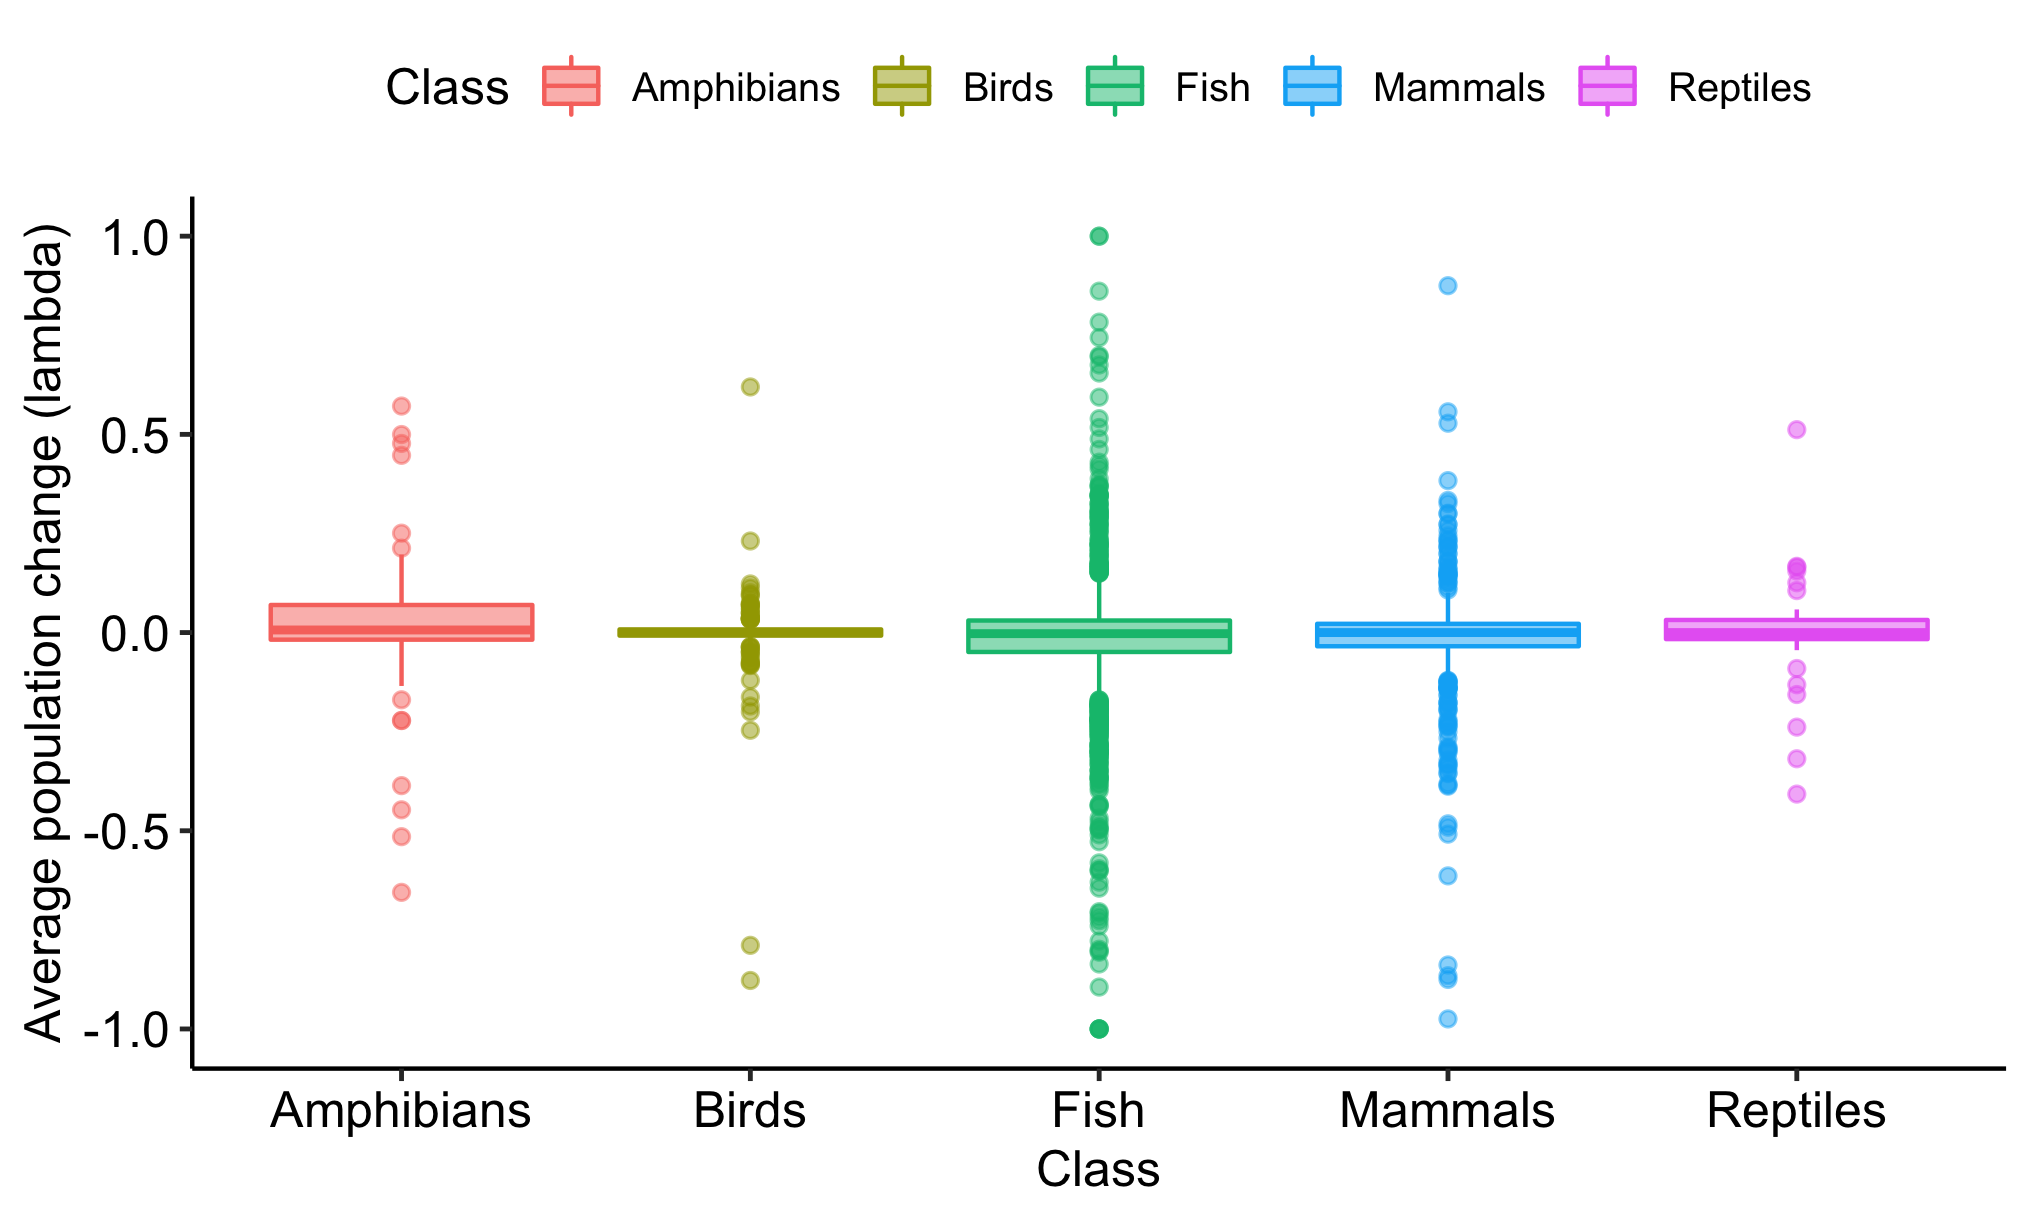 Class Amphibians Birds Fish Mammals Reptiles
Average population change (lambda)
1.0
0.5
0.0
-0.5
-1.0
Amphibians Birds Fish Mammals Reptiles
Class